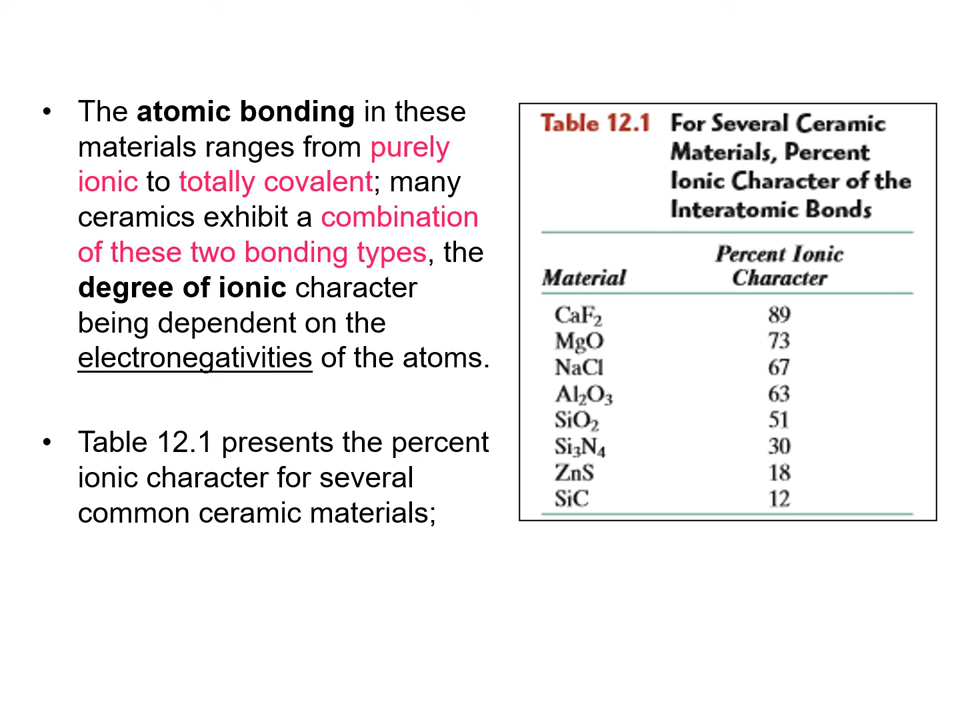 • The atomic bonding in these
materials ranges from purely
ionic to totally covalent; many
ceramics exhibit a combination
of these two bonding types, the
degree of ionic character
being dependent on the
electronegativities of the atoms.
• Table 12.1 presents the percent
ionic character for several
common ceramic materials;
Table 12.1 For Several Ceramic
Materials, Percent
Ionic Character of the
Interatomic Bonds
Percent Ionic
Material Character
CaF₂ 89
MgO 73
NaCl 67
Al₂O₃ 63
SiO₂ 51
Si₃N₄ 30
ZnS 18
SiC 12